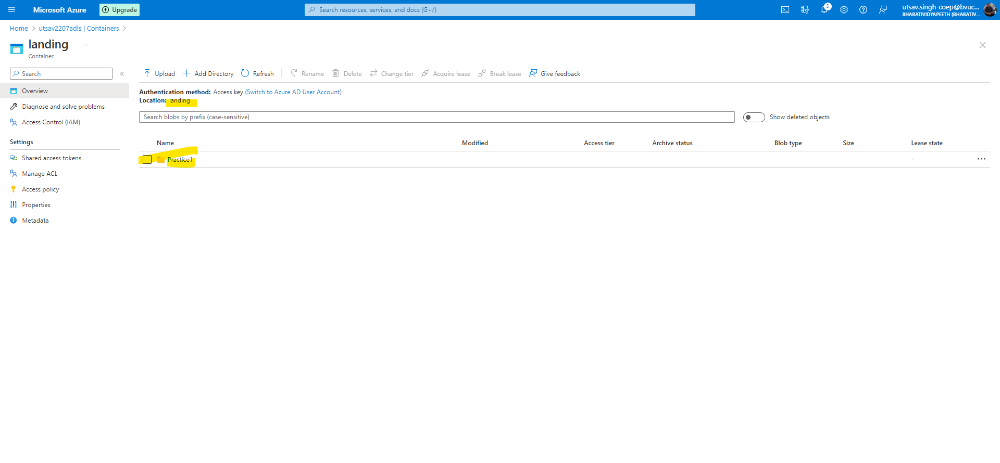 Microsoft Azure
Upgrade
Search resources, services, and docs (G+/)
5
utsav.singh-coep@bvuc...
BHARATIVIDYAPEETH (BHARATIV...
Home > utsav2207adls | Containers >
landing ...
Container
Search «
Upload Add Directory Refresh Rename Delete Change tier Acquire lease Break lease Give feedback
Overview
Diagnose and solve problems
Access Control (IAM)
Settings
Shared access tokens
Manage ACL
Access policy
Properties
Metadata
Authentication method: Access key (Switch to Azure AD User Account)
Location: landing
Search blobs by prefix (case-sensitive)
Show deleted objects
Name Modified Access tier Archive status Blob type Size Lease state
Practice1 - ...